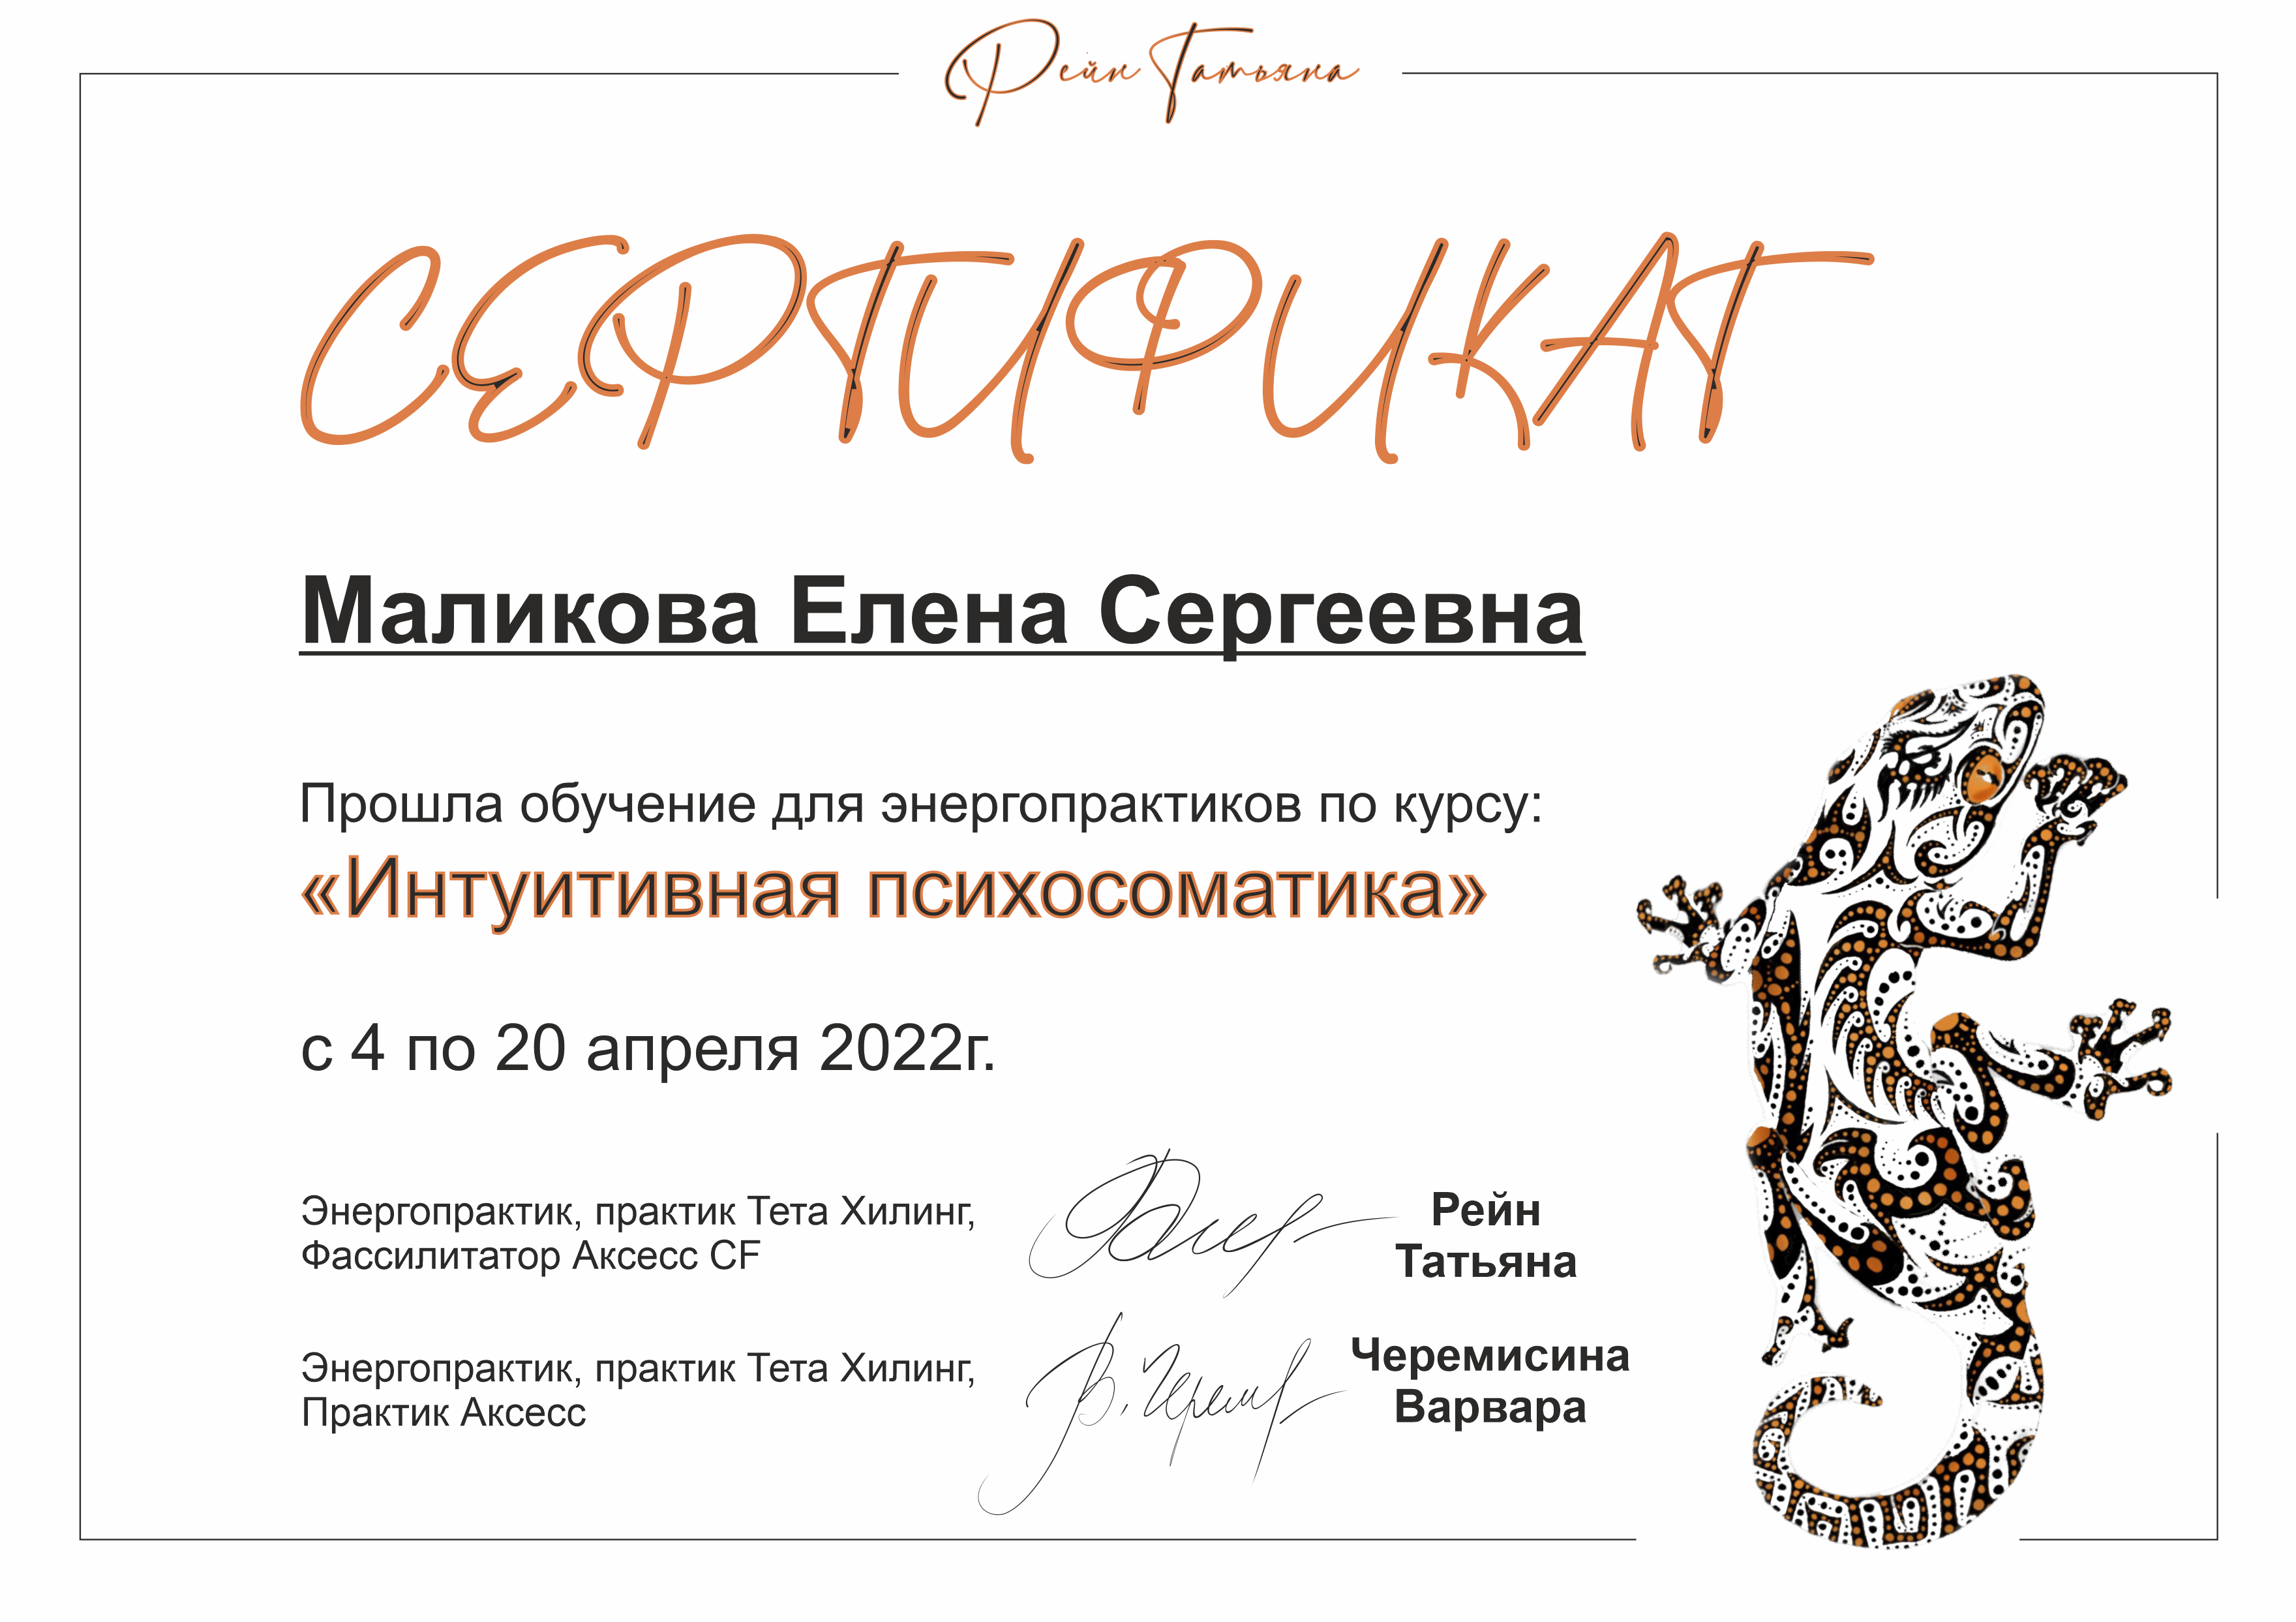 Рейн Татьяна
СЕРТИФИКАТ
Маликова Елена Сергеевна
Прошла обучение для энергопрактиков по курсу:
«Интуитивная психосоматика»
с 4 по 20 апреля 2022г.
Энергопрактик, практик Тета Хилинг,
Фассилитатор Аксесс CF
Рейн
Татьяна
Энергопрактик, практик Тета Хилинг,
Практик Аксесс
Черемисина
Варвара